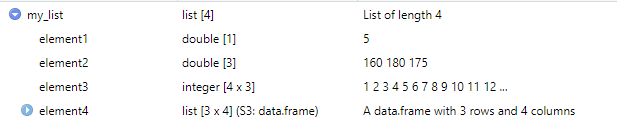 my_list list [4] List of length 4
element1 double [1] 5
element2 double [3] 160 180 175
element3 integer [4 x 3] 1 2 3 4 5 6 7 8 9 10 11 12 ...
element4 list [3 x 4] (S3: data.frame) A data.frame with 3 rows and 4 columns